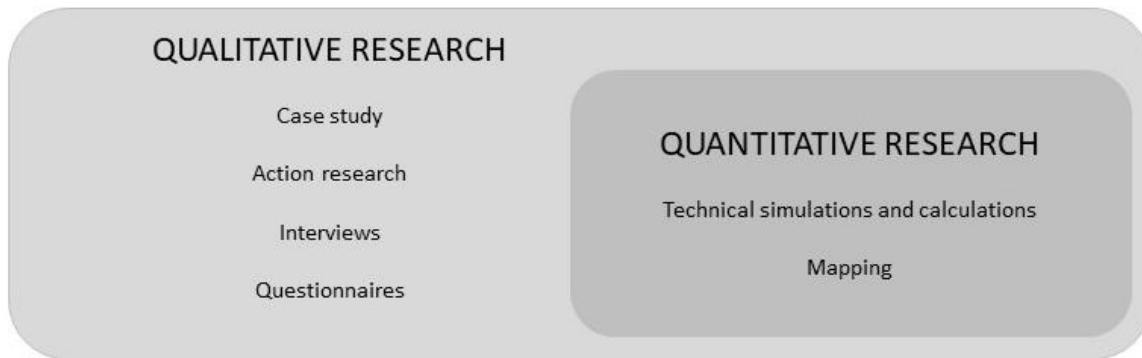 QUALITATIVE RESEARCH
Case study
Action research
Interviews
Questionnaires
QUANTITATIVE RESEARCH
Technical simulations and calculations
Mapping